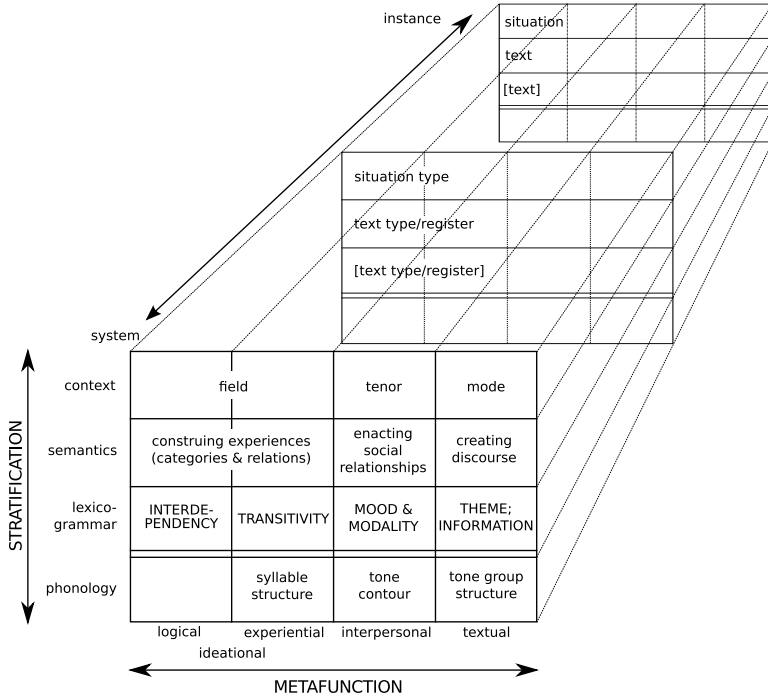 instance
situation
text
[text]
situation type
text type/register
[text type/register]
system
context
field
tenor
mode
semantics
construing experiences
(categories & relations)
enacting
social
relationships
creating
discourse
lexico-
grammar
INTERDE-
PENDENCY
TRANSITIVITY
MOOD &
MODALITY
THEME;
INFORMATION
phonology
syllable
structure
tone
contour
tone group
structure
logical
experiential
interpersonal
textual
ideational
METAFUNCTION
STRATIFICATION